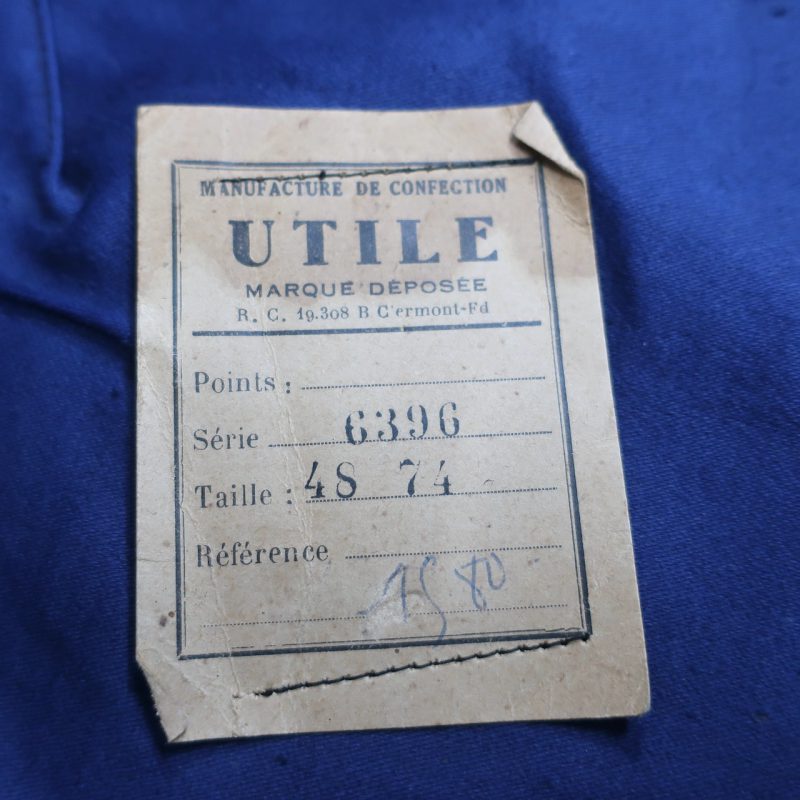 MANUFACTURE DE CONFECTION
UTILE
MARQUE DÉPOSÉE
R. C. 19.308 B C'ermont-Fd
Points :
Série 6396
Taille : 48 74
Référence